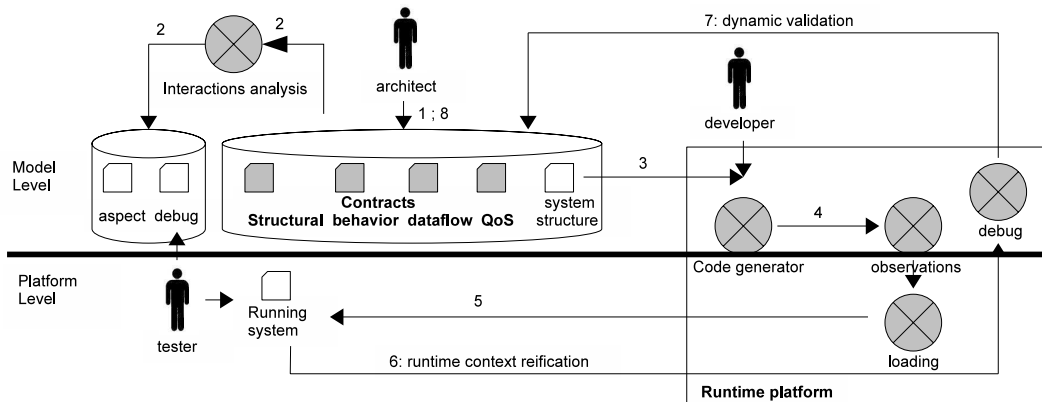 2
2
7: dynamic validation
Interactions analysis
architect
1 ; 8
developer
Model
Level
3
aspect debug
Contracts
Structural behavior dataflow QoS
system
structure
4
debug
Code generator
observations
Platform
Level
Running
system
5
tester
loading
6: runtime context reification
Runtime platform